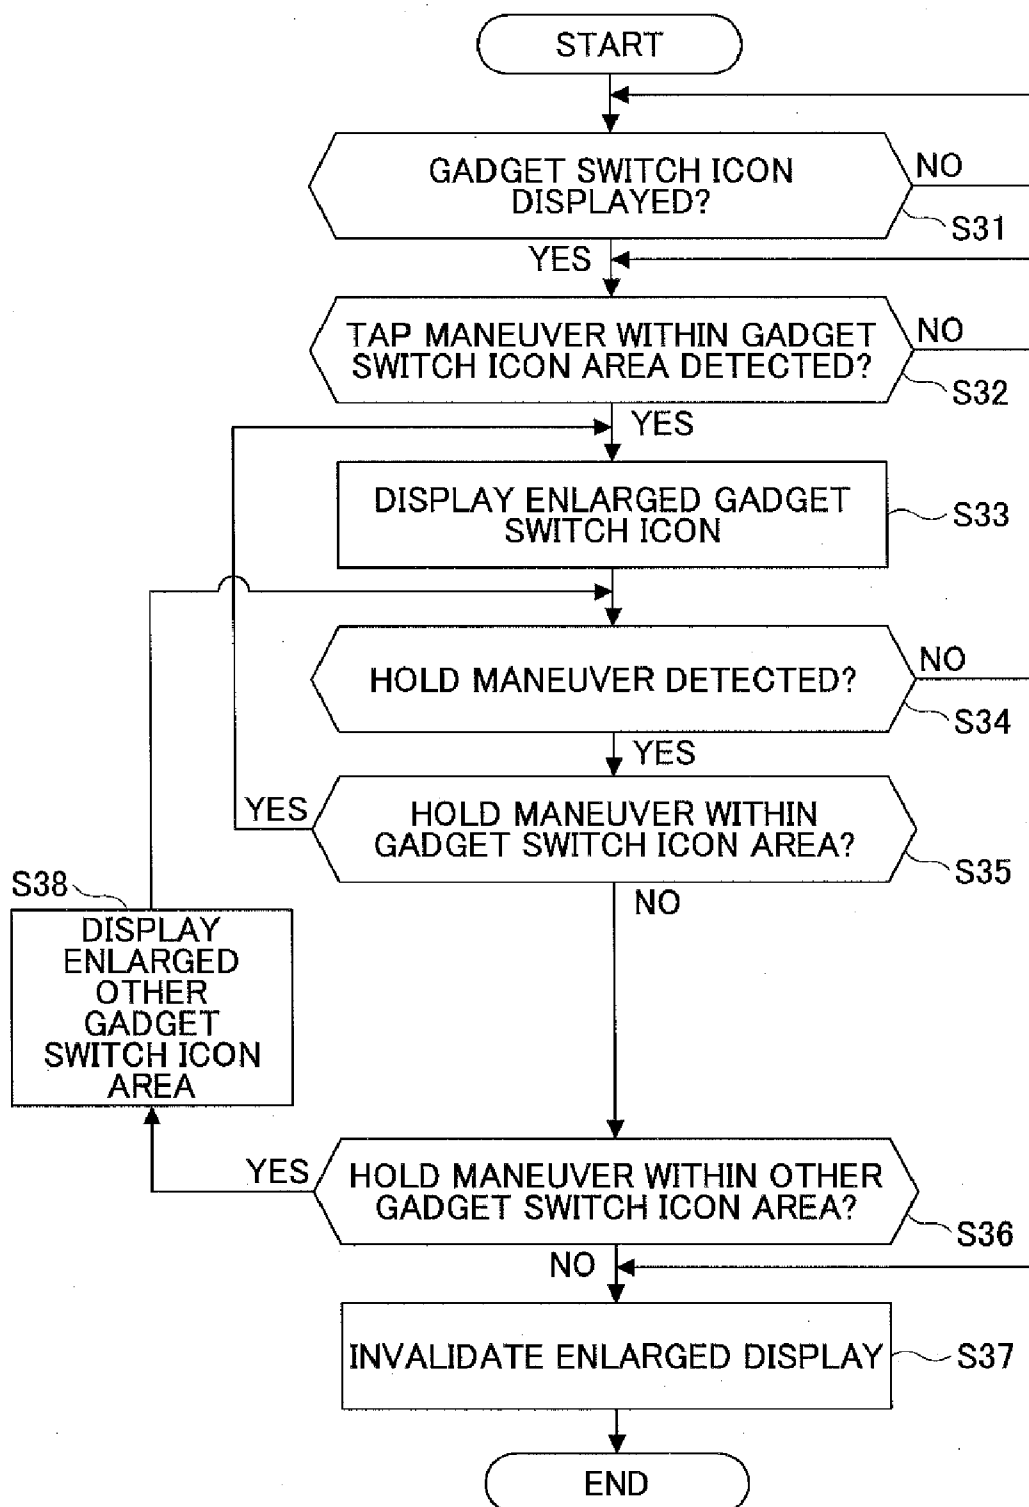 START
GADGET SWITCH ICON
DISPLAYED?
NO
S31
YES
TAP MANEUVER WITHIN GADGET
SWITCH ICON AREA DETECTED?
NO
S32
YES
DISPLAY ENLARGED GADGET
SWITCH ICON
S33
HOLD MANEUVER DETECTED?
NO
S34
YES
HOLD MANEUVER WITHIN
GADGET SWITCH ICON AREA?
YES
S35
NO
S38
DISPLAY
ENLARGED
OTHER
GADGET
SWITCH ICON
AREA
HOLD MANEUVER WITHIN OTHER
GADGET SWITCH ICON AREA?
YES
S36
NO
INVALIDATE ENLARGED DISPLAY
S37
END